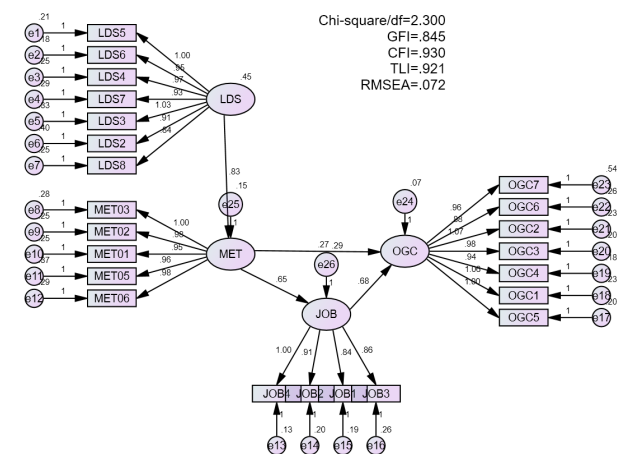 Chi-square/df=2.300
GFI=.845
CFI=.930
TLI=.921
RMSEA=.072
.21
e1 1 LDS5
.18
e2 1 LDS6
.25
e3 1 LDS4
.29
e4 1 LDS7
.33
e5 1 LDS3
.40
e6 1 LDS2
.25
e7 1 LDS8
1.00
.95
.97
.93
1.03
.91
.84
.45
LDS
.83
.15
e25
1
.28
e8 1 MET03
.25
e9 1 MET02
.25
e10 1 MET01
.37
e11 1 MET05
.29
e12 1 MET06
1.00
.98
.95
.96
.98
MET
.27 .29
.65
e26
1
JOB
.68
.07
e24
1
OGC
.96
.88
1.07
.98
.94
1.06
1.00
.54
OGC7 1 e23
.26
OGC6 1 e22
.23
OGC2 1 e21
.20
OGC3 1 e20
.18
OGC4 1 e19
.23
OGC1 1 e18
.20
OGC5 1 e17
1.00 .91 .84 .86
JOB4 JOB2 JOB1 JOB3
1 1 1 1
.13 .20 .19 .26
e13 e14 e15 e16